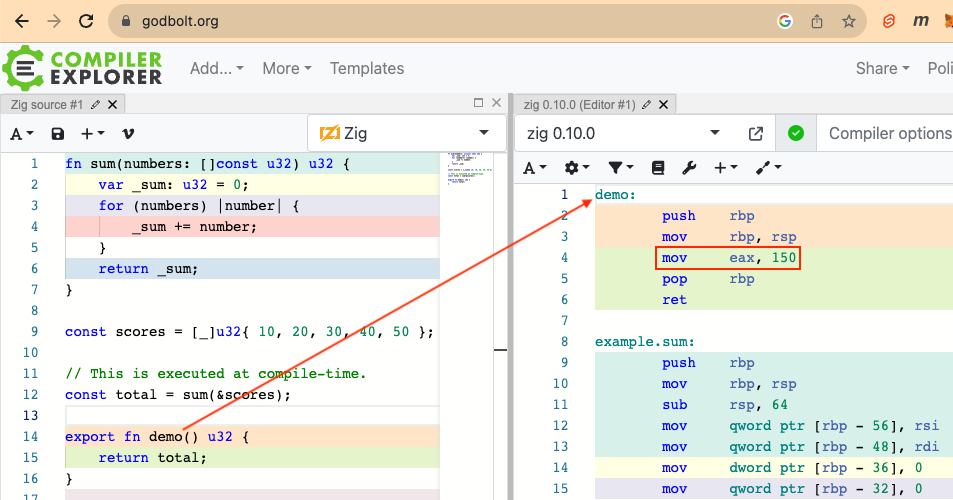 godbolt.org
m
COMPILER
EXPLORER
Add...
More
Templates
Share
Poli
Zig source #1
zig 0.10.0 (Editor #1)
A
Zig
zig 0.10.0
Compiler options
A
1 fn sum(numbers: []const u32) u32 {
2 var _sum: u32 = 0;
3 for (numbers) |number| {
4 _sum += number;
5 }
6 return _sum;
7 }
8
9 const scores = [_]u32{ 10, 20, 30, 40, 50 };
10
11 // This is executed at compile-time.
12 const total = sum(&scores);
13
14 export fn demo() u32 {
15 return total;
16 }
17
1 demo:
2 push rbp
3 mov rbp, rsp
4 mov eax, 150
5 pop rbp
6 ret
7
8 example.sum:
9 push rbp
10 mov rbp, rsp
11 sub rsp, 64
12 mov qword ptr [rbp - 56], rsi
13 mov qword ptr [rbp - 48], rdi
14 mov dword ptr [rbp - 36], 0
15 mov qword ptr [rbp - 32], 0